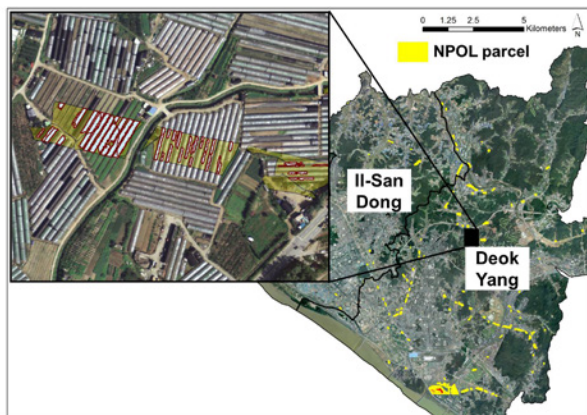 0 1.25 2.5 5
Kilometers
N
NPOL parcel
Il-San
Dong
Deok
Yang